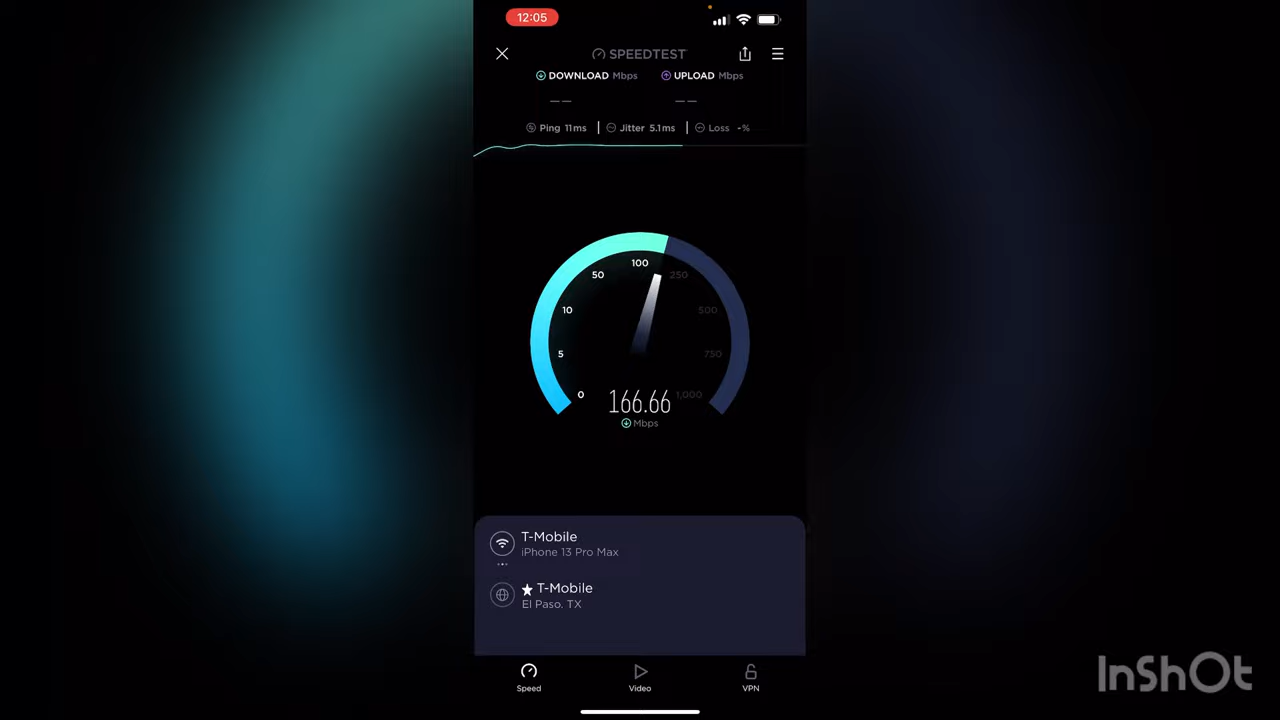 12:05
SPEEDTEST
DOWNLOAD Mbps UPLOAD Mbps
— — — —
Ping 11ms | Jitter 5.1ms | Loss -%
0
5
10
50
100
250
500
750
1,000
166.66
Mbps
T-Mobile
iPhone 13 Pro Max
T-Mobile
El Paso, TX
Speed Video VPN
InShOt